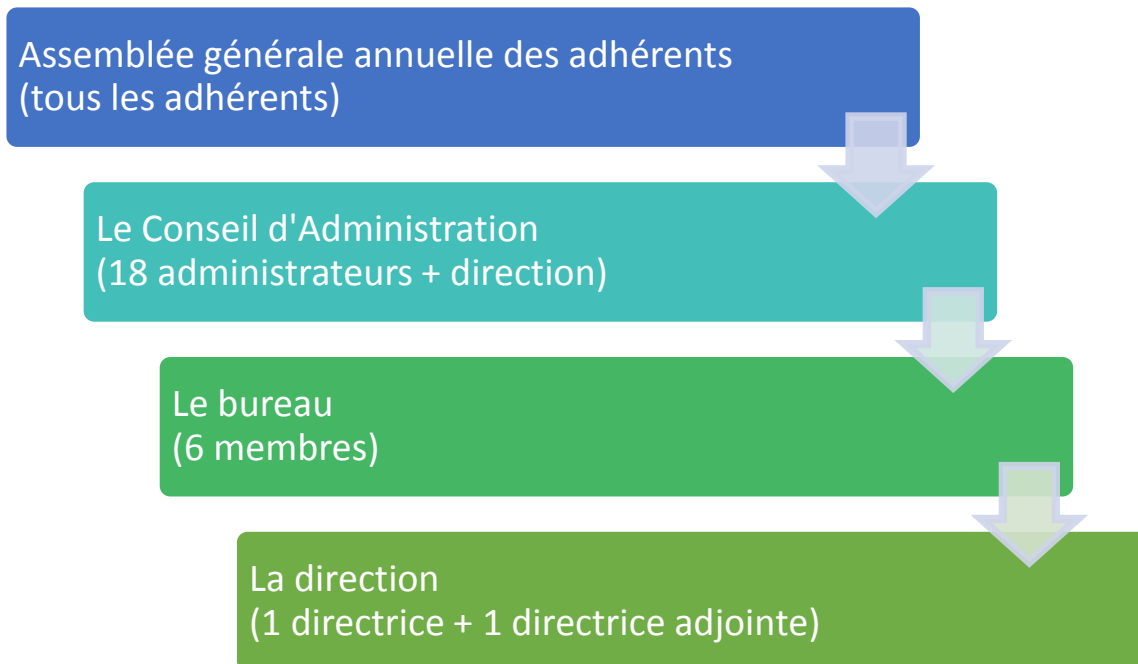 Assemblée générale annuelle des adhérents
(tous les adhérents)
Le Conseil d'Administration
(18 administrateurs + direction)
Le bureau
(6 membres)
La direction
(1 directrice + 1 directrice adjointe)